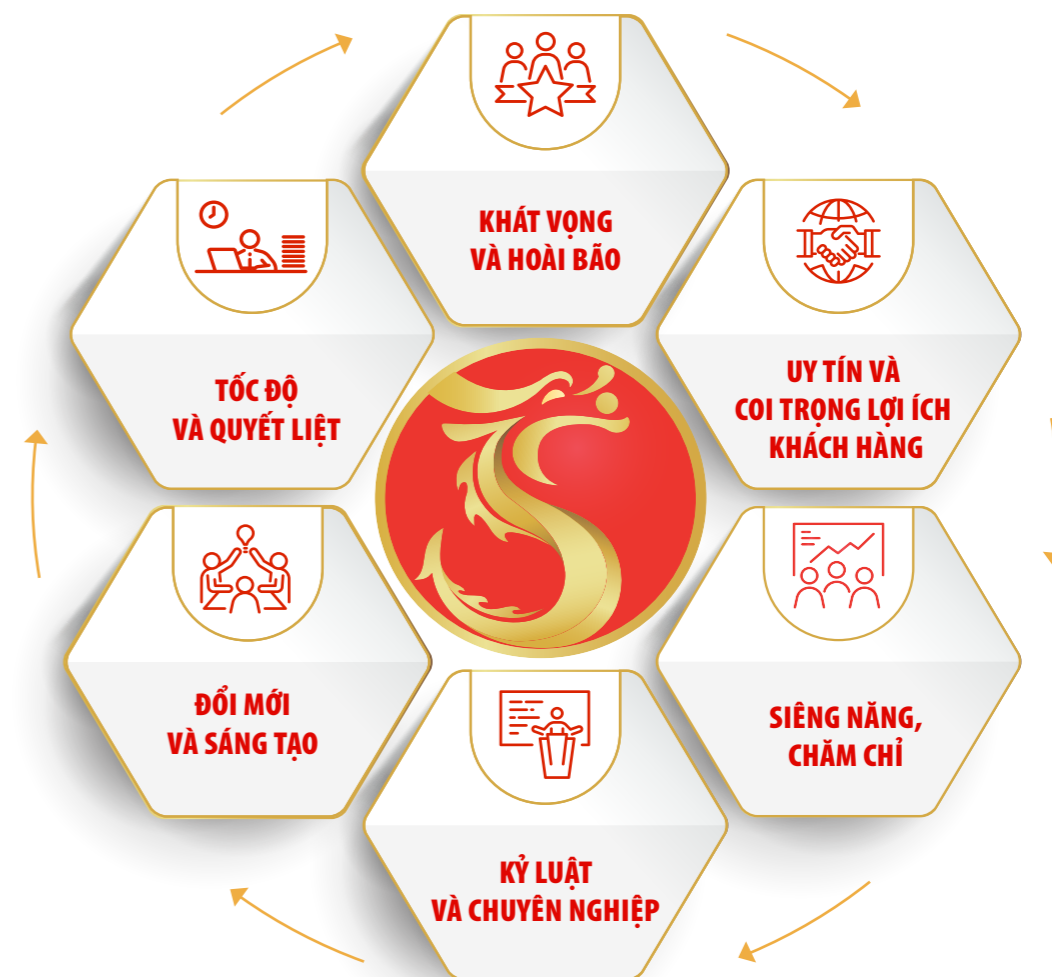 KHÁT VỌNG
VÀ HOÀI BÃO
UY TÍN VÀ
COI TRỌNG LỢI ÍCH
KHÁCH HÀNG
SIÊNG NĂNG,
CHĂM CHỈ
KỶ LUẬT
VÀ CHUYÊN NGHIỆP
ĐỔI MỚI
VÀ SÁNG TẠO
TỐC ĐỘ
VÀ QUYẾT LIỆT